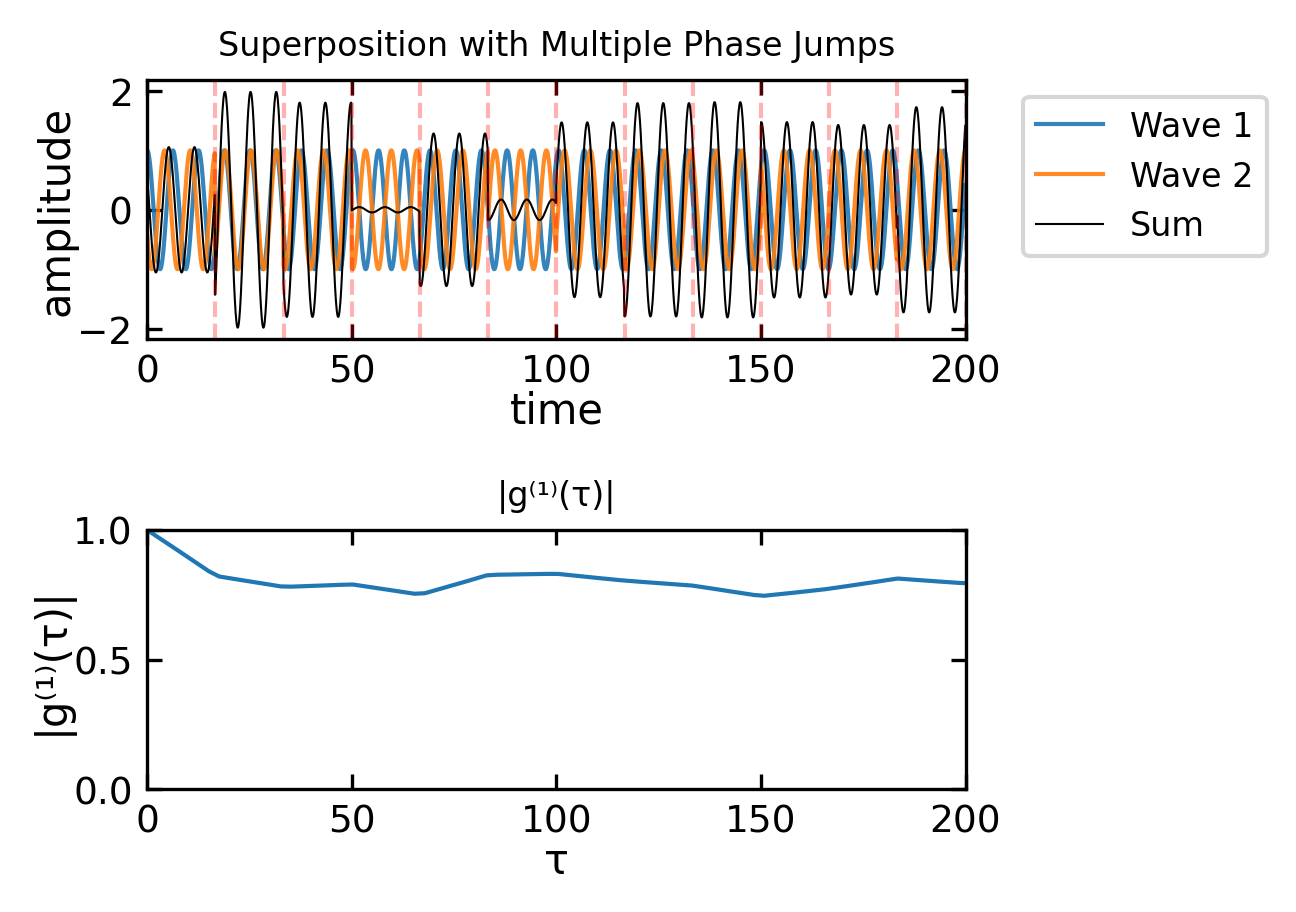 Superposition with Multiple Phase Jumps
amplitude
2
0
−2
0 50 100 150 200
time
Wave 1
Wave 2
Sum
|g⁽¹⁾(τ)|
|g⁽¹⁾(τ)|
1.0
0.5
0.0
0 50 100 150 200
τ